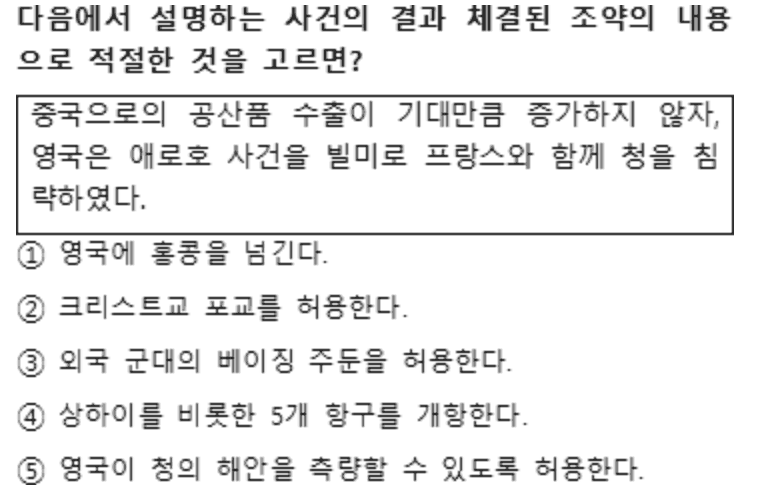 다음에서 설명하는 사건의 결과 체결된 조약의 내용
으로 적절한 것을 고르면?
중국으로의 공산품 수출이 기대만큼 증가하지 않자,
영국은 애로호 사건을 빌미로 프랑스와 함께 청을 침
략하였다.
① 영국에 홍콩을 넘긴다.
② 크리스트교 포교를 허용한다.
③ 외국 군대의 베이징 주둔을 허용한다.
④ 상하이를 비롯한 5개 항구를 개항한다.
⑤ 영국이 청의 해안을 측량할 수 있도록 허용한다.